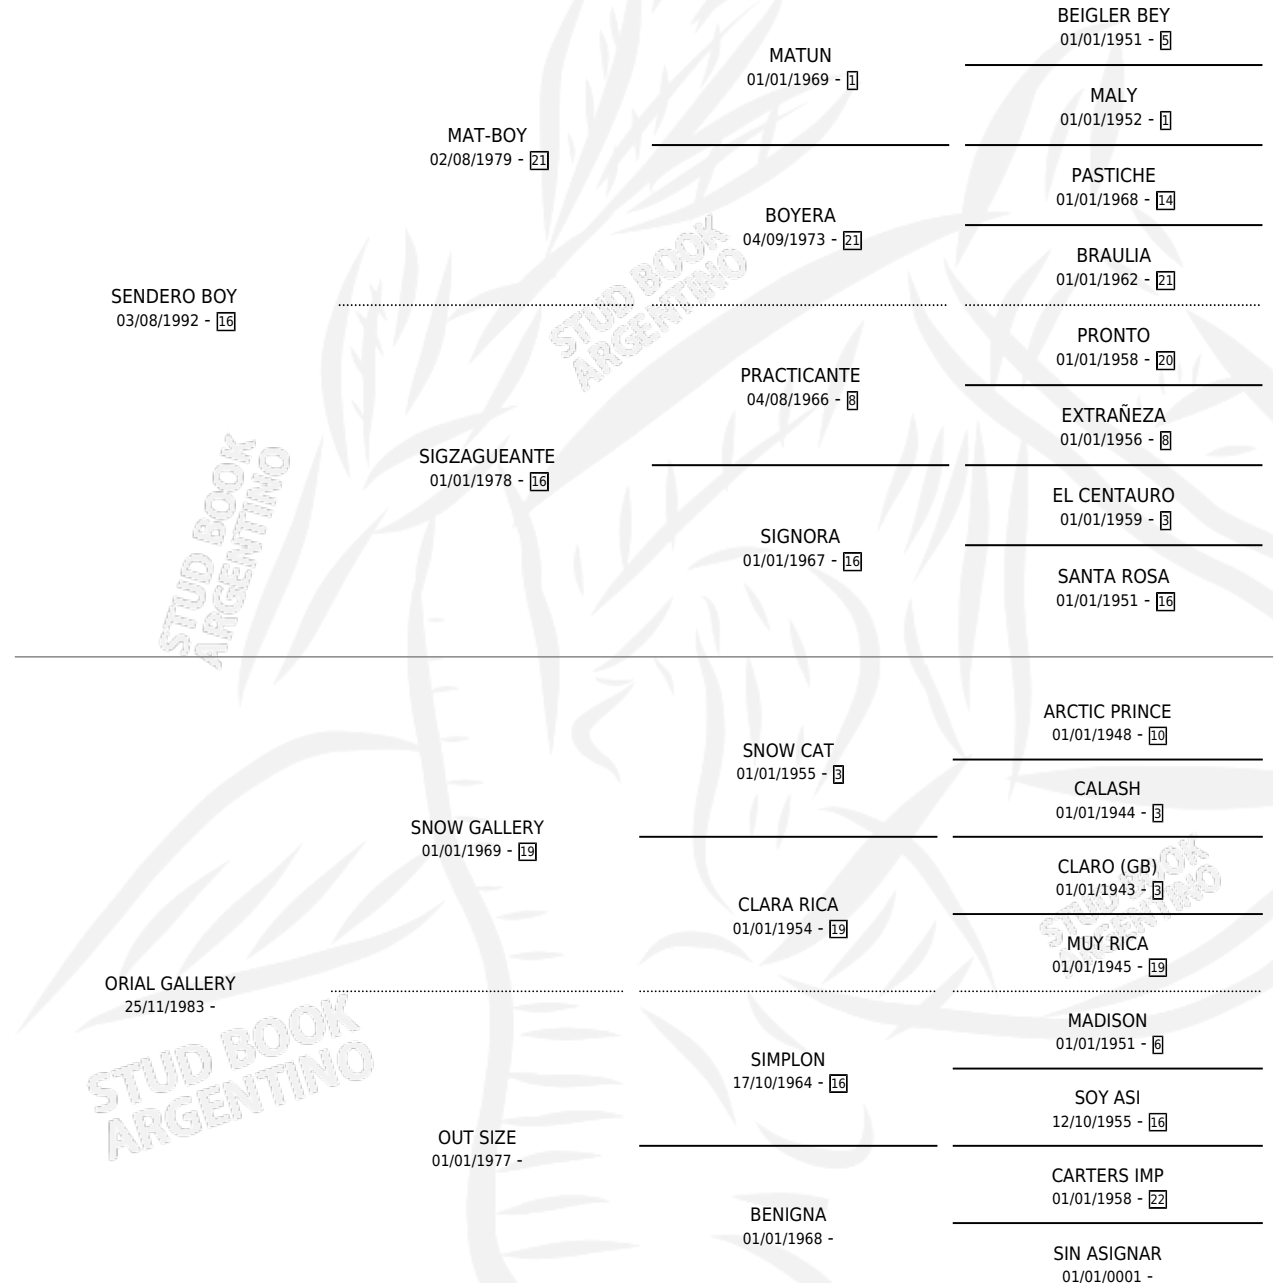 BEIGLER BEY
01/01/1951 - 5
MATUN
01/01/1969 - 1
MALY
01/01/1952 - 1
MAT-BOY
02/08/1979 - 21
PASTICHE
01/01/1968 - 14
BOYERA
04/09/1973 - 21
BRAULIA
01/01/1962 - 21
SENDERO BOY
03/08/1992 - 16
PRONTO
01/01/1958 - 20
PRACTICANTE
04/08/1966 - 8
EXTRAÑEZA
01/01/1956 - 8
SIGZAGUEANTE
01/01/1978 - 16
EL CENTAURO
01/01/1959 - 3
SIGNORA
01/01/1967 - 16
SANTA ROSA
01/01/1951 - 16
ARCTIC PRINCE
01/01/1948 - 10
SNOW CAT
01/01/1955 - 3
CALASH
01/01/1944 - 3
SNOW GALLERY
01/01/1969 - 19
CLARO (GB)
01/01/1943 - 3
CLARA RICA
01/01/1954 - 19
MUY RICA
01/01/1945 - 19
ORIAL GALLERY
25/11/1983 -
MADISON
01/01/1951 - 6
SIMPLON
17/10/1964 - 16
SOY ASI
12/10/1955 - 16
OUT SIZE
01/01/1977 -
CARTERS IMP
01/01/1958 - 22
BENIGNA
01/01/1968 -
SIN ASIGNAR
01/01/0001 -
STUD BOOK
ARGENTINO
STUD BOOK
ARGENTINO
STUD BOOK
ARGENTINO
STUD BOOK
ARGENTINO